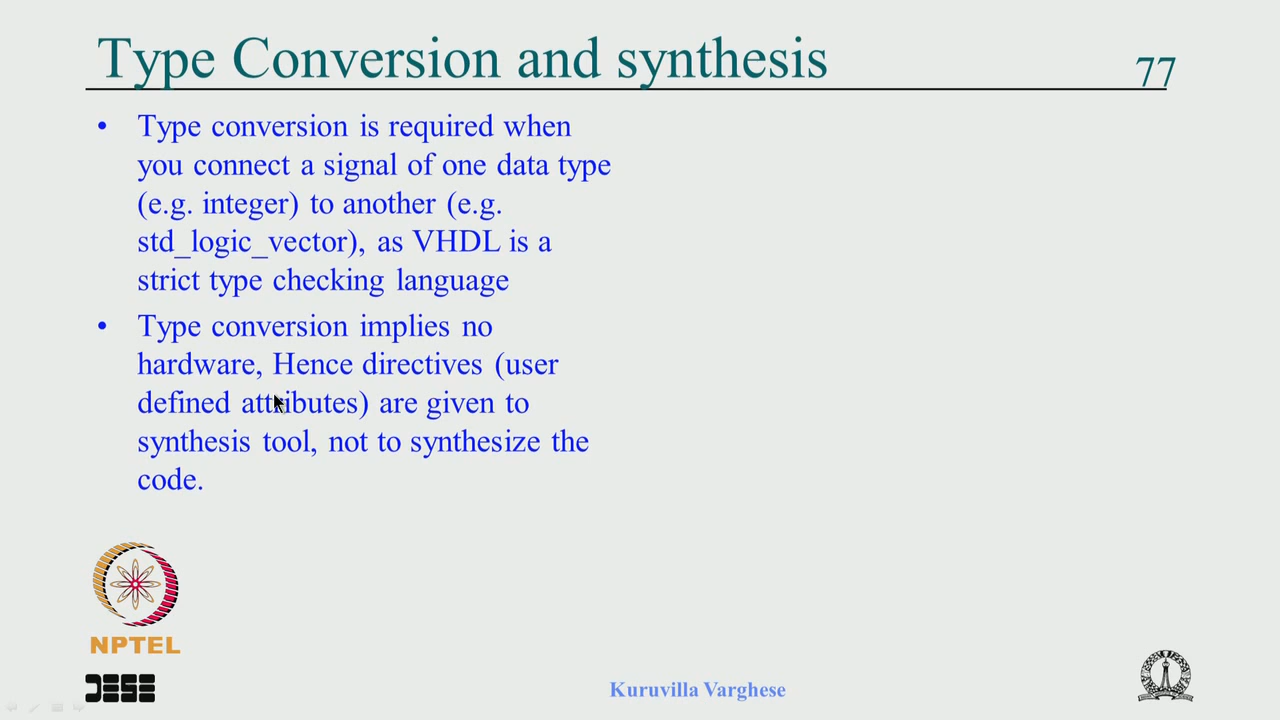 Type Conversion and synthesis
77
• Type conversion is required when
you connect a signal of one data type
(e.g. integer) to another (e.g.
std_logic_vector), as VHDL is a
strict type checking language
• Type conversion implies no
hardware, Hence directives (user
defined attributes) are given to
synthesis tool, not to synthesize the
code.
NPTEL
DESE
Kuruvilla Varghese